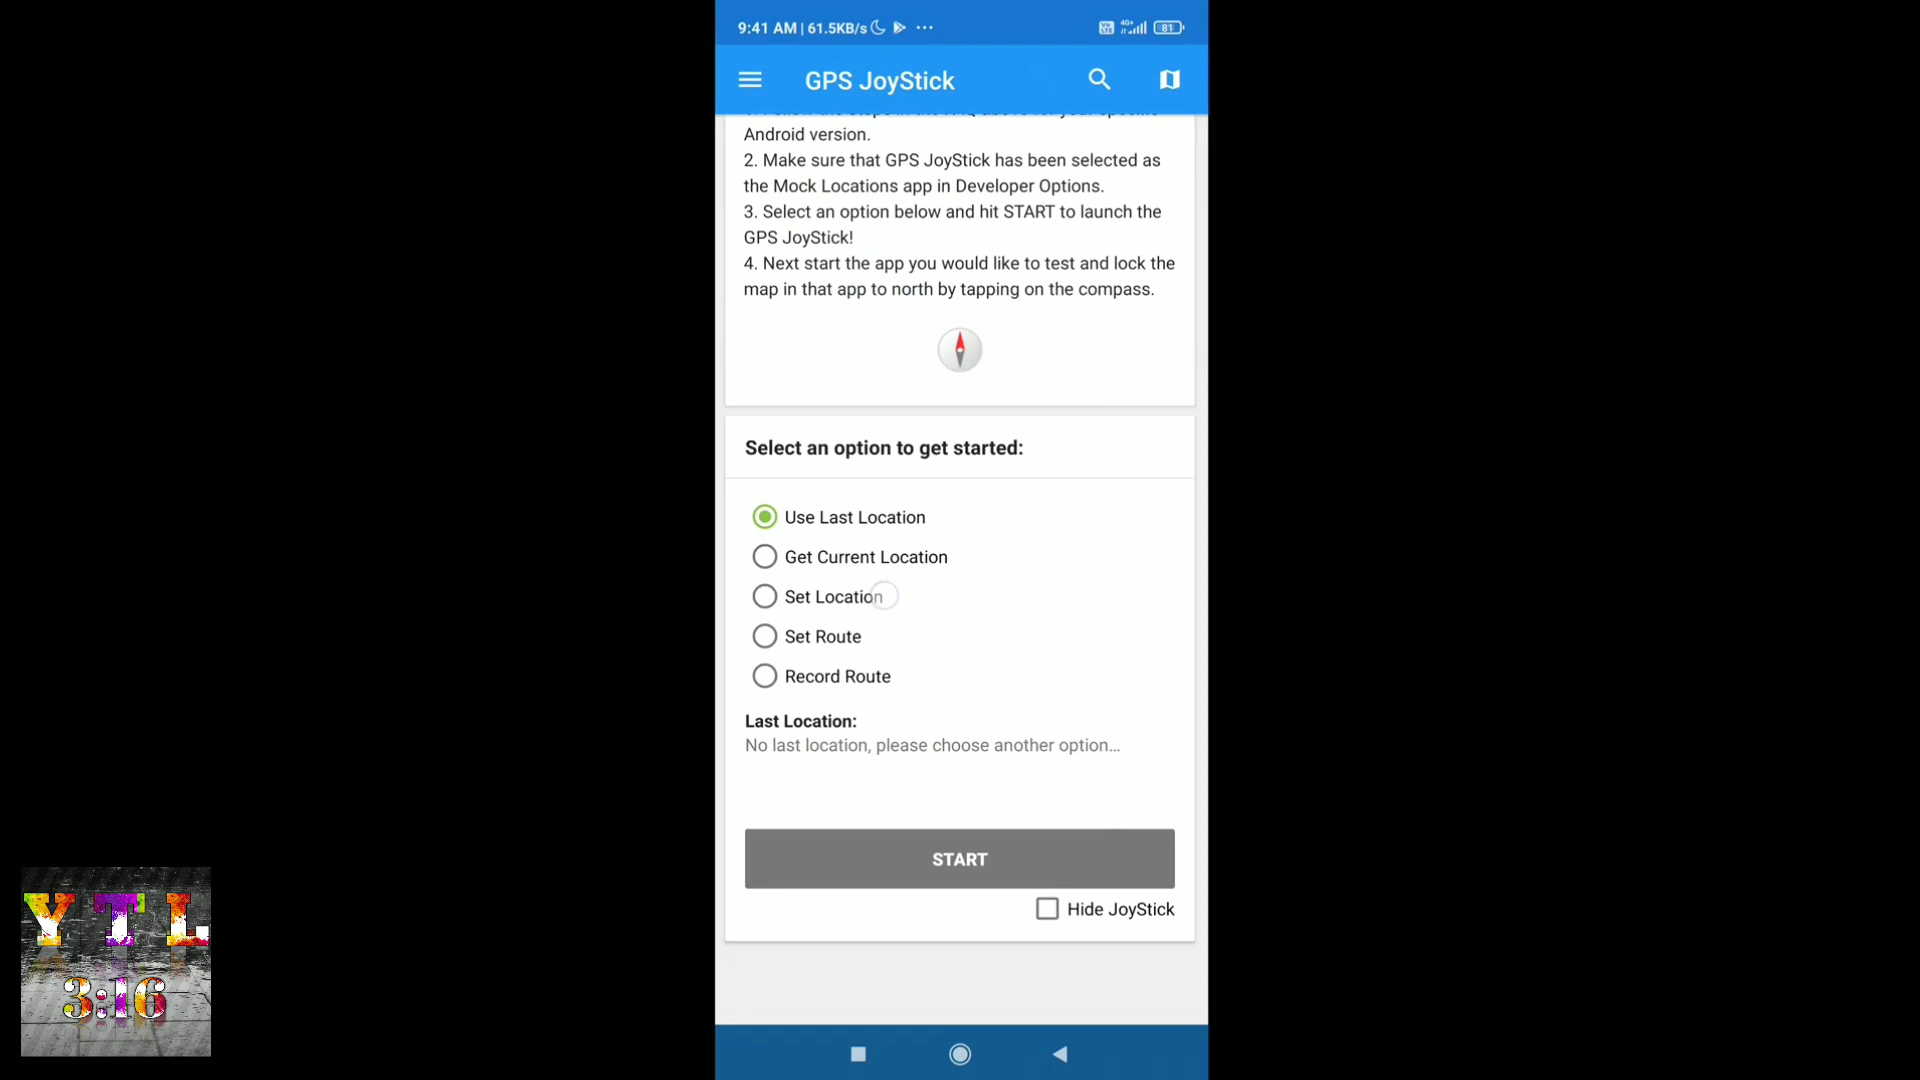 9:41 AM | 61.5KB/s
4G+
81
GPS JoyStick
Android version.
2. Make sure that GPS JoyStick has been selected as
the Mock Locations app in Developer Options.
3. Select an option below and hit START to launch the
GPS JoyStick!
4. Next start the app you would like to test and lock the
map in that app to north by tapping on the compass.
Select an option to get started:
Use Last Location
Get Current Location
Set Location
Set Route
Record Route
Last Location:
No last location, please choose another option...
START
Hide JoyStick
YTL
3:16